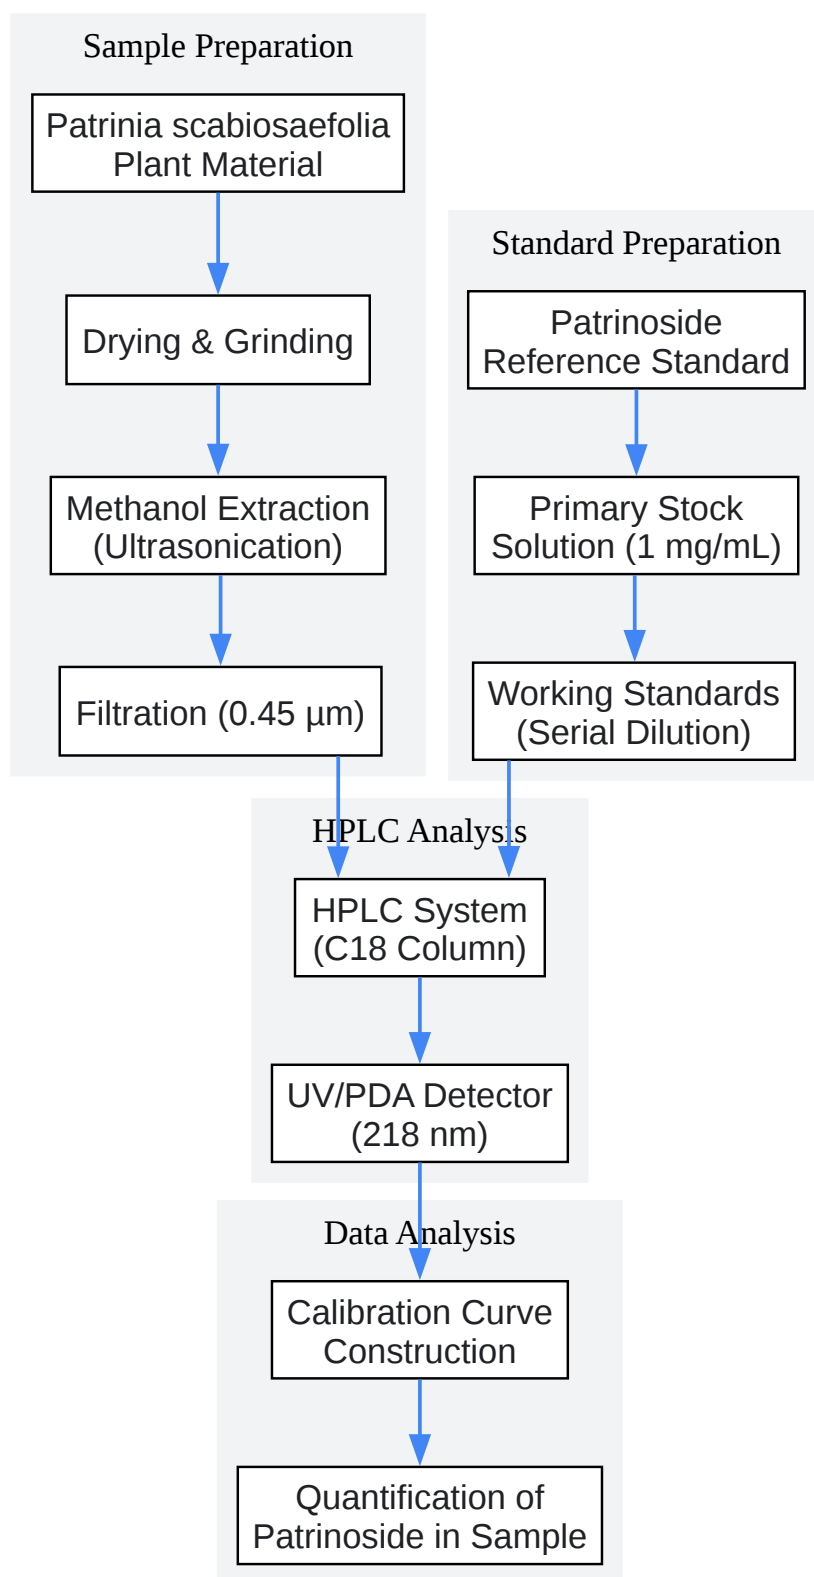 Sample Preparation
Patrinia scabiosaefolia
Plant Material
Drying & Grinding
Methanol Extraction
(Ultrasonication)
Filtration (0.45 µm)
Standard Preparation
Patrinoside
Reference Standard
Primary Stock
Solution (1 mg/mL)
Working Standards
(Serial Dilution)
HPLC Analysis
HPLC System
(C18 Column)
UV/PDA Detector
(218 nm)
Data Analysis
Calibration Curve
Construction
Quantification of
Patrinoside in Sample